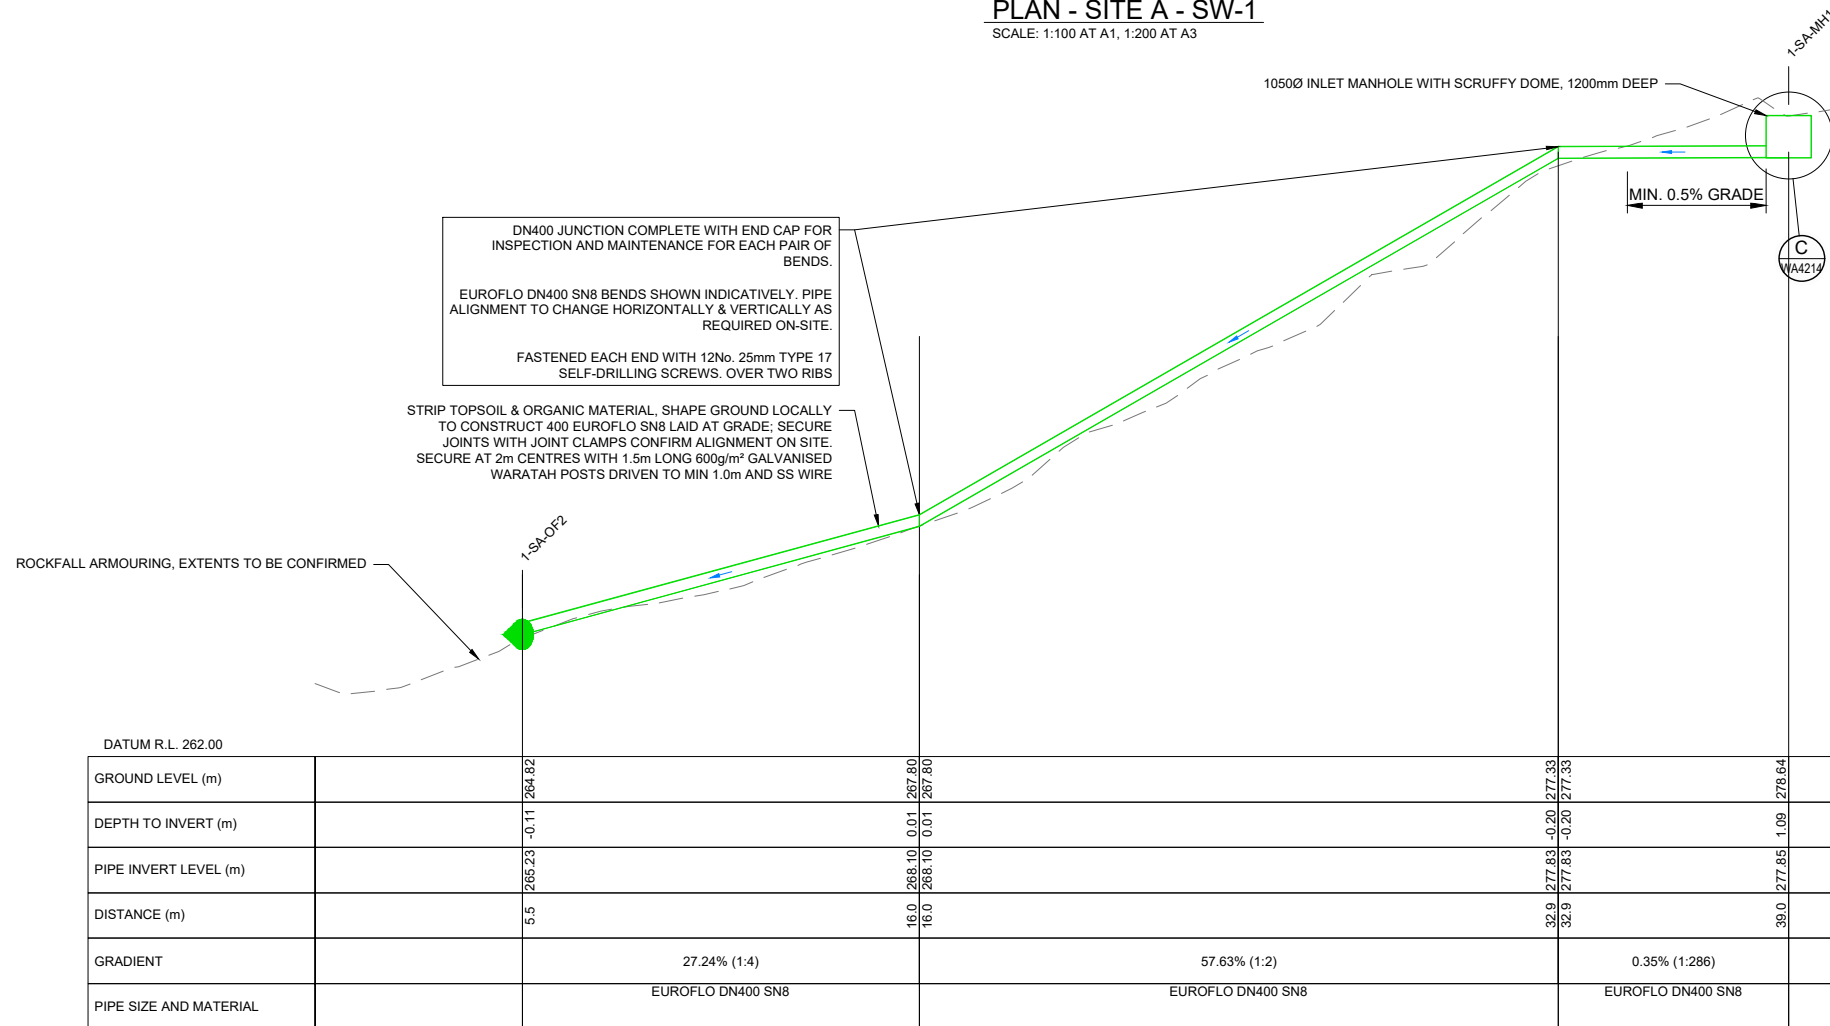 PLAN - SITE A - SW-1
SCALE: 1:100 AT A1, 1:200 AT A3
1-SA-MH1
1050Ø INLET MANHOLE WITH SCRUFFY DOME, 1200mm DEEP
MIN. 0.5% GRADE
C
WA4214
DN400 JUNCTION COMPLETE WITH END CAP FOR
INSPECTION AND MAINTENANCE FOR EACH PAIR OF
BENDS.
EUROFLO DN400 SN8 BENDS SHOWN INDICATIVELY. PIPE
ALIGNMENT TO CHANGE HORIZONTALLY & VERTICALLY AS
REQUIRED ON-SITE.
FASTENED EACH END WITH 12No. 25mm TYPE 17
SELF-DRILLING SCREWS. OVER TWO RIBS
STRIP TOPSOIL & ORGANIC MATERIAL, SHAPE GROUND LOCALLY
TO CONSTRUCT 400 EUROFLO SN8 LAID AT GRADE; SECURE
JOINTS WITH JOINT CLAMPS CONFIRM ALIGNMENT ON SITE.
SECURE AT 2m CENTRES WITH 1.5m LONG 600g/m² GALVANISED
WARATAH POSTS DRIVEN TO MIN 1.0m AND SS WIRE
1-SA-OF2
ROCKFALL ARMOURING, EXTENTS TO BE CONFIRMED
DATUM R.L. 262.00
GROUND LEVEL (m) 264.82 267.80 267.80 277.33 277.33 278.64
DEPTH TO INVERT (m) -0.11 0.01 0.01 -0.20 -0.20 1.09
PIPE INVERT LEVEL (m) 265.23 268.10 268.10 277.83 277.83 277.85
DISTANCE (m) 5.5 16.0 16.0 32.9 32.9 39.0
GRADIENT 27.24% (1:4) 57.63% (1:2) 0.35% (1:286)
PIPE SIZE AND MATERIAL EUROFLO DN400 SN8 EUROFLO DN400 SN8 EUROFLO DN400 SN8